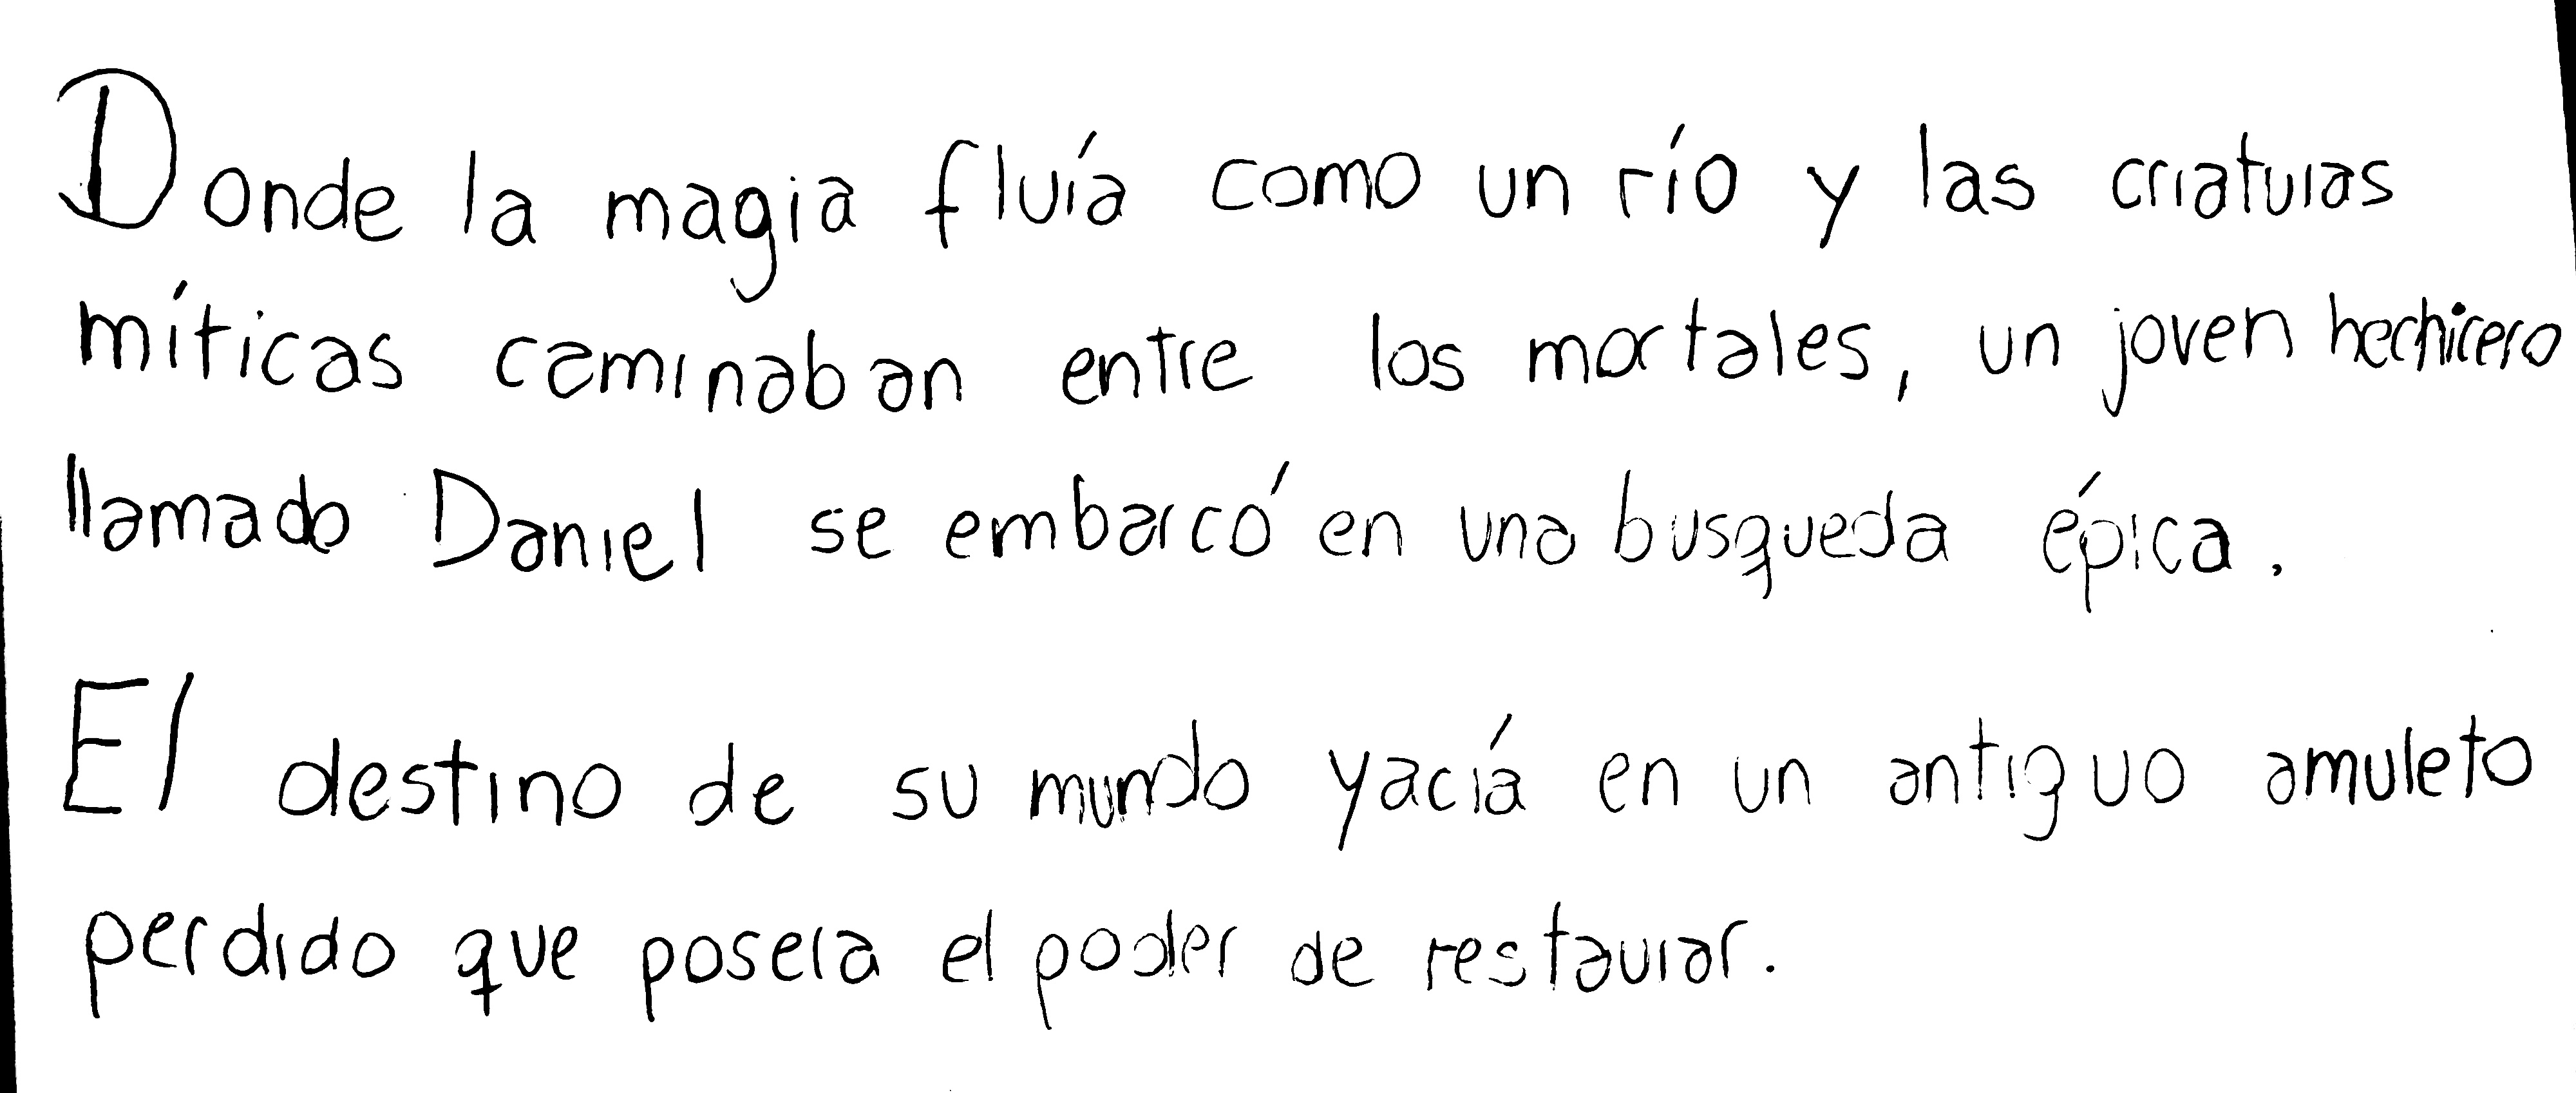 Donde la magia fluía como un río y las criaturas
míticas caminaban entre los mortales, un joven hechicero
llamado Daniel se embarcó en una busqueda épica.
El destino de su mundo yacía en un antiguo amuleto
perdido que poseia el poder de restaurar.